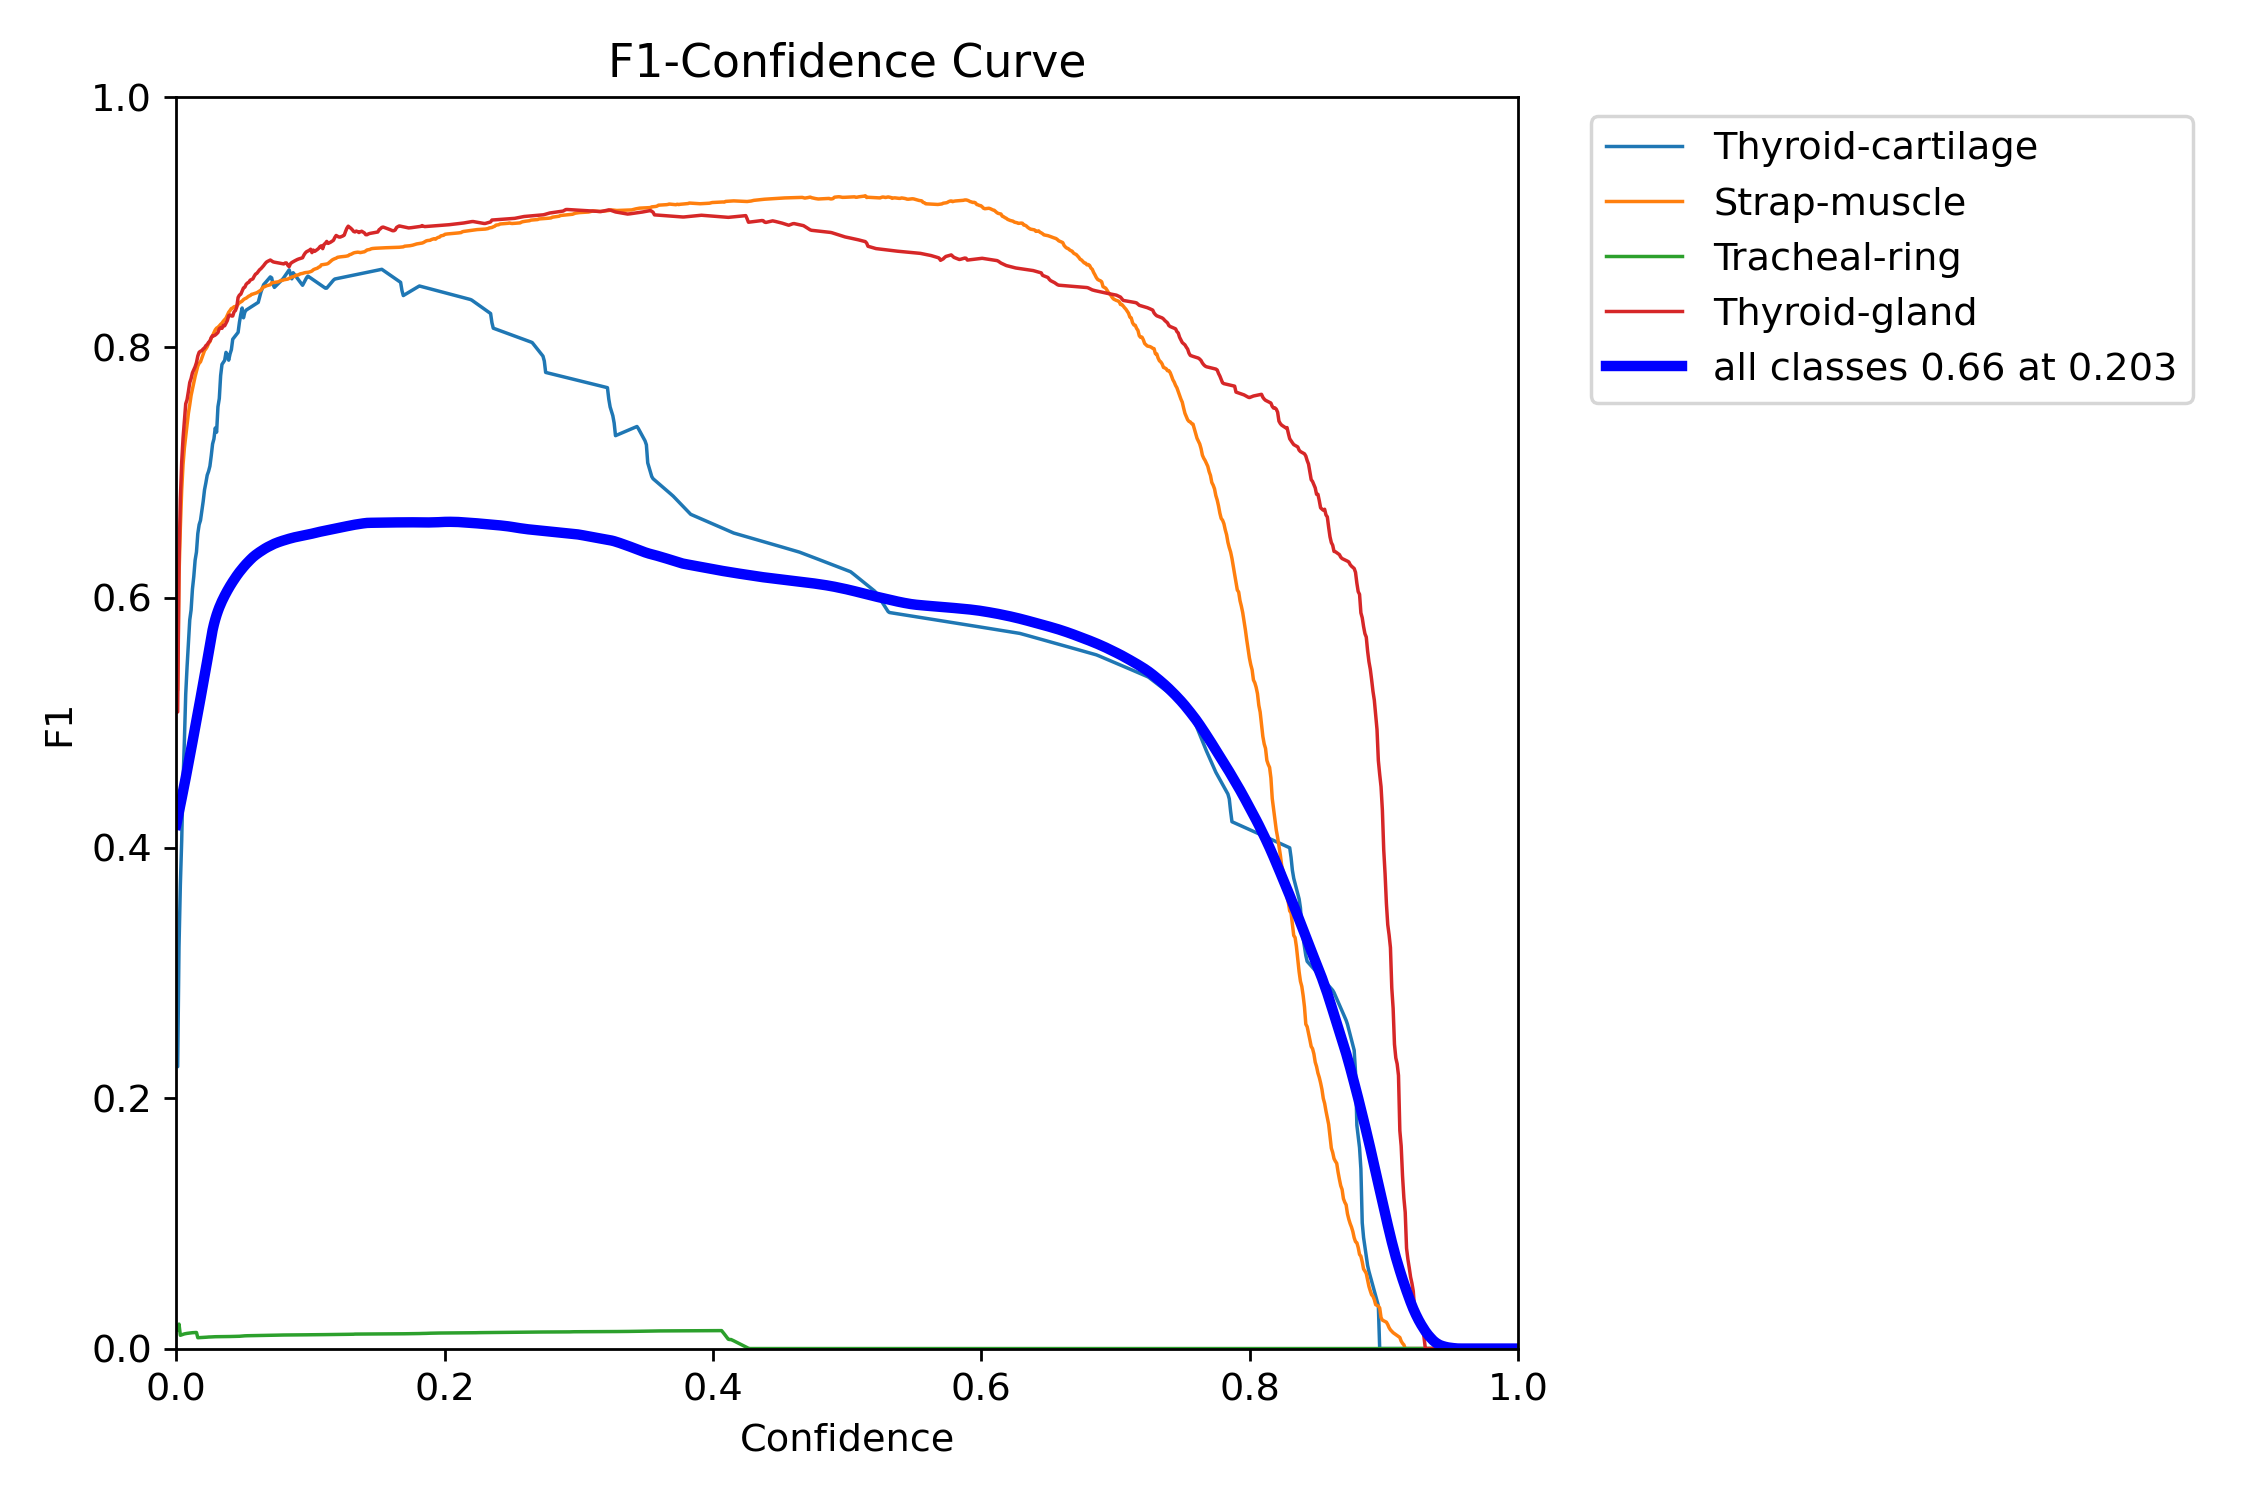 F1-Confidence Curve
1.0
0.8
0.6
0.4
0.2
0.0
F1
0.0 0.2 0.4 0.6 0.8 1.0
Confidence
Thyroid-cartilage
Strap-muscle
Tracheal-ring
Thyroid-gland
all classes 0.66 at 0.203